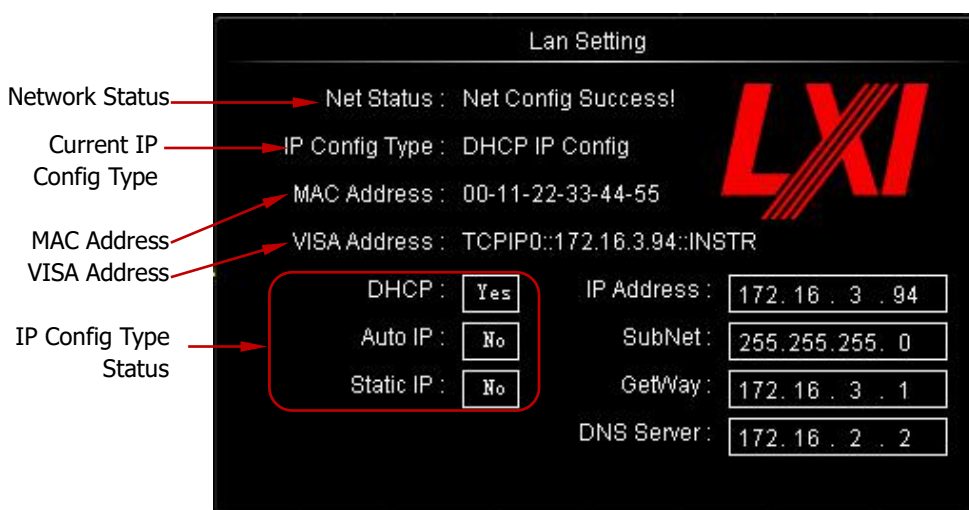 Lan Setting
Network Status
Net Status : Net Config Success!
Current IP
Config Type
IP Config Type : DHCP IP Config
MAC Address : 00-11-22-33-44-55
LXI
MAC Address
VISA Address
VISA Address : TCPIP0::172.16.3.94::INSTR
DHCP : Yes IP Address : 172. 16 . 3 . 94
IP Config Type
Status
Auto IP : No SubNet : 255.255.255. 0
Static IP : No GetWay : 172. 16 . 3 . 1
DNS Server : 172. 16 . 2 . 2